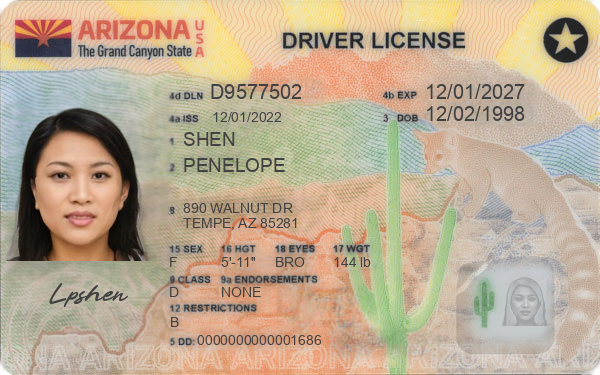 ARIZONA USA
The Grand Canyon State
DRIVER LICENSE
4d DLN D9577502
4b EXP 12/01/2027
4a ISS 12/01/2022
3 DOB 12/02/1998
1 SHEN
2 PENELOPE
8 890 WALNUT DR
TEMPE, AZ 85281
15 SEX 16 HGT 18 EYES 17 WGT
F 5'-11" BRO 144 lb
9 CLASS 9a ENDORSEMENTS
D NONE
12 RESTRICTIONS
B
5 DD: 0000000000001686
Lpshen
ARIZONA ARIZONA ARIZONA ARIZONA